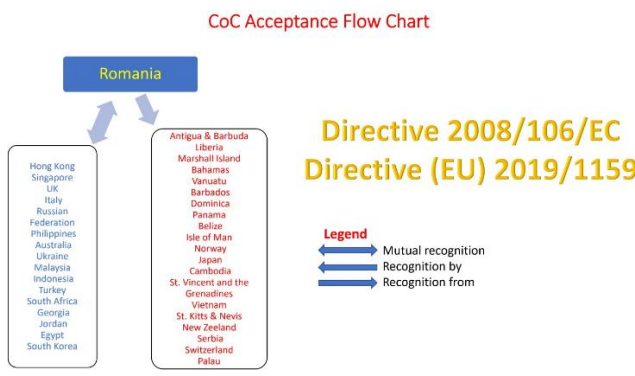 CoC Acceptance Flow Chart
Romania
Hong Kong
Singapore
UK
Italy
Russian
Federation
Philippines
Australia
Ukraine
Malaysia
Indonesia
Turkey
South Africa
Georgia
Jordan
Egypt
South Korea
Antigua & Barbuda
Liberia
Marshall Island
Bahamas
Vanuatu
Barbados
Dominica
Panama
Belize
Isle of Man
Norway
Japan
Cambodia
St. Vincent and the
Grenadines
Vietnam
St. Kitts & Nevis
New Zeeland
Serbia
Switzerland
Palau
Directive 2008/106/EC
Directive (EU) 2019/1159
Legend
Mutual recognition
Recognition by
Recognition from